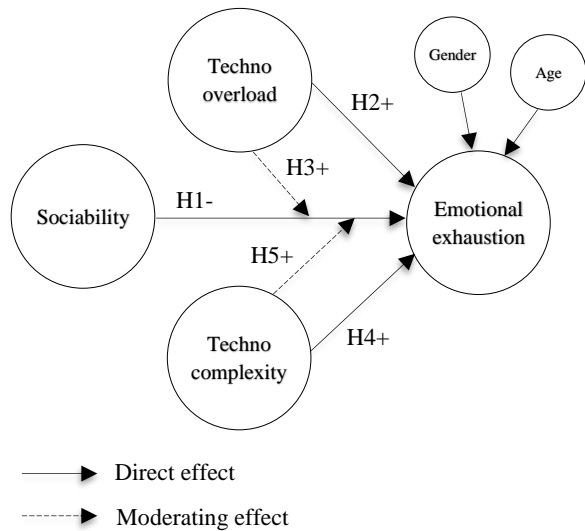 Techno
overload
Gender
Age
H2+
H3+
Sociability
H1-
Emotional
exhaustion
H5+
Techno
complexity
H4+
Direct effect
Moderating effect